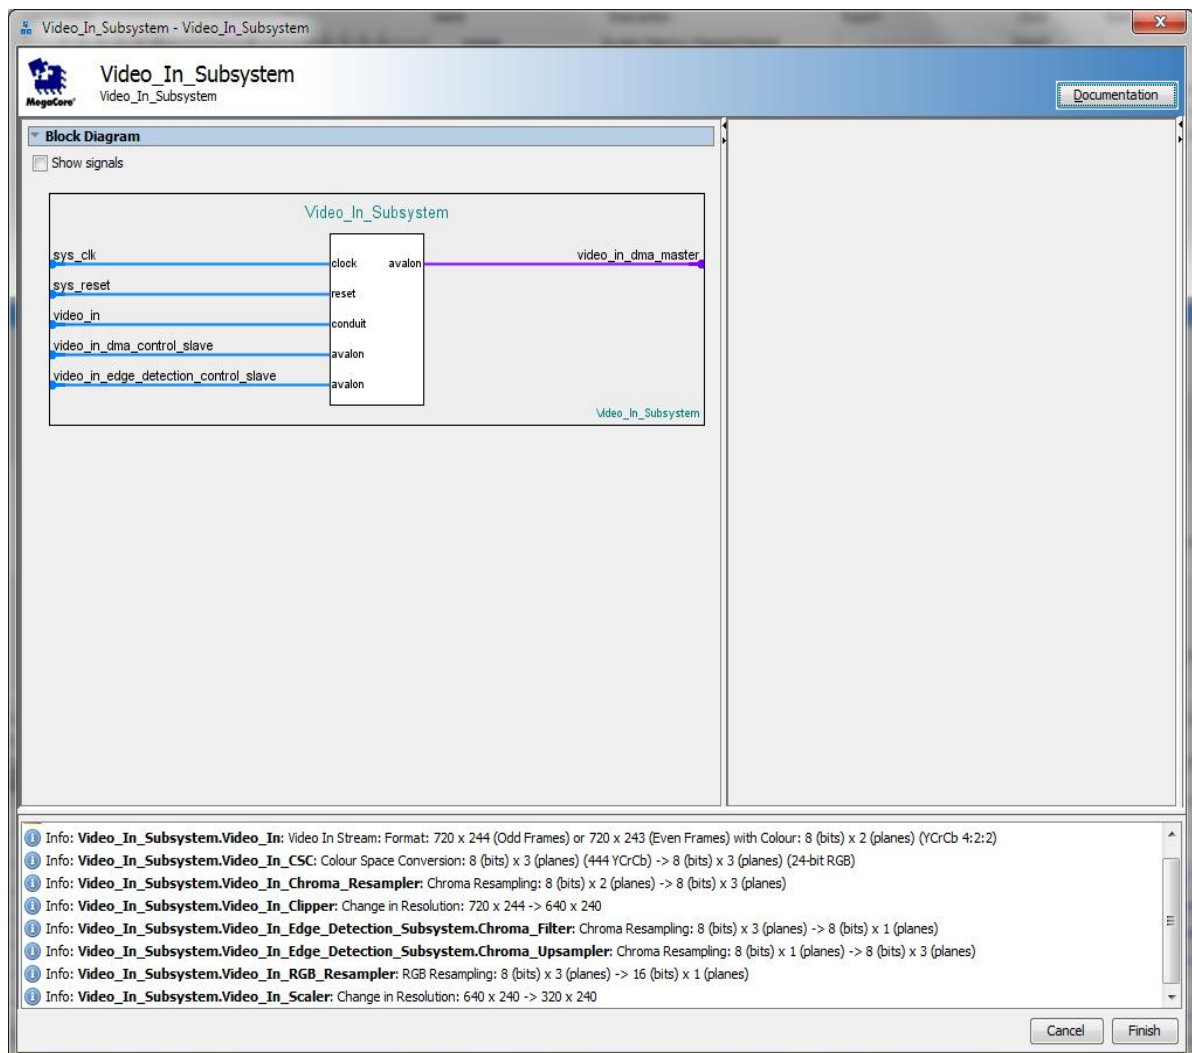 Video_In_Subsystem - Video_In_Subsystem
X
MegaCore®
Video_In_Subsystem
Video_In_Subsystem
Documentation
Block Diagram
Show signals
Video_In_Subsystem
sys_clk
clock avalon
video_in_dma_master
sys_reset
reset
video_in
conduit
video_in_dma_control_slave
avalon
video_in_edge_detection_control_slave
avalon
Video_In_Subsystem
Info: Video_In_Subsystem.Video_In: Video In Stream: Format: 720 x 244 (Odd Frames) or 720 x 243 (Even Frames) with Colour: 8 (bits) x 2 (planes) (YCrCb 4:2:2)
Info: Video_In_Subsystem.Video_In_CSC: Colour Space Conversion: 8 (bits) x 3 (planes) (444 YCrCb) -> 8 (bits) x 3 (planes) (24-bit RGB)
Info: Video_In_Subsystem.Video_In_Chroma_Resampler: Chroma Resampling: 8 (bits) x 2 (planes) -> 8 (bits) x 3 (planes)
Info: Video_In_Subsystem.Video_In_Clipper: Change in Resolution: 720 x 244 -> 640 x 240
Info: Video_In_Subsystem.Video_In_Edge_Detection_Subsystem.Chroma_Filter: Chroma Resampling: 8 (bits) x 3 (planes) -> 8 (bits) x 1 (planes)
Info: Video_In_Subsystem.Video_In_Edge_Detection_Subsystem.Chroma_Upsampler: Chroma Resampling: 8 (bits) x 1 (planes) -> 8 (bits) x 3 (planes)
Info: Video_In_Subsystem.Video_In_RGB_Resampler: RGB Resampling: 8 (bits) x 3 (planes) -> 16 (bits) x 1 (planes)
Info: Video_In_Subsystem.Video_In_Scaler: Change in Resolution: 640 x 240 -> 320 x 240
Cancel
Finish